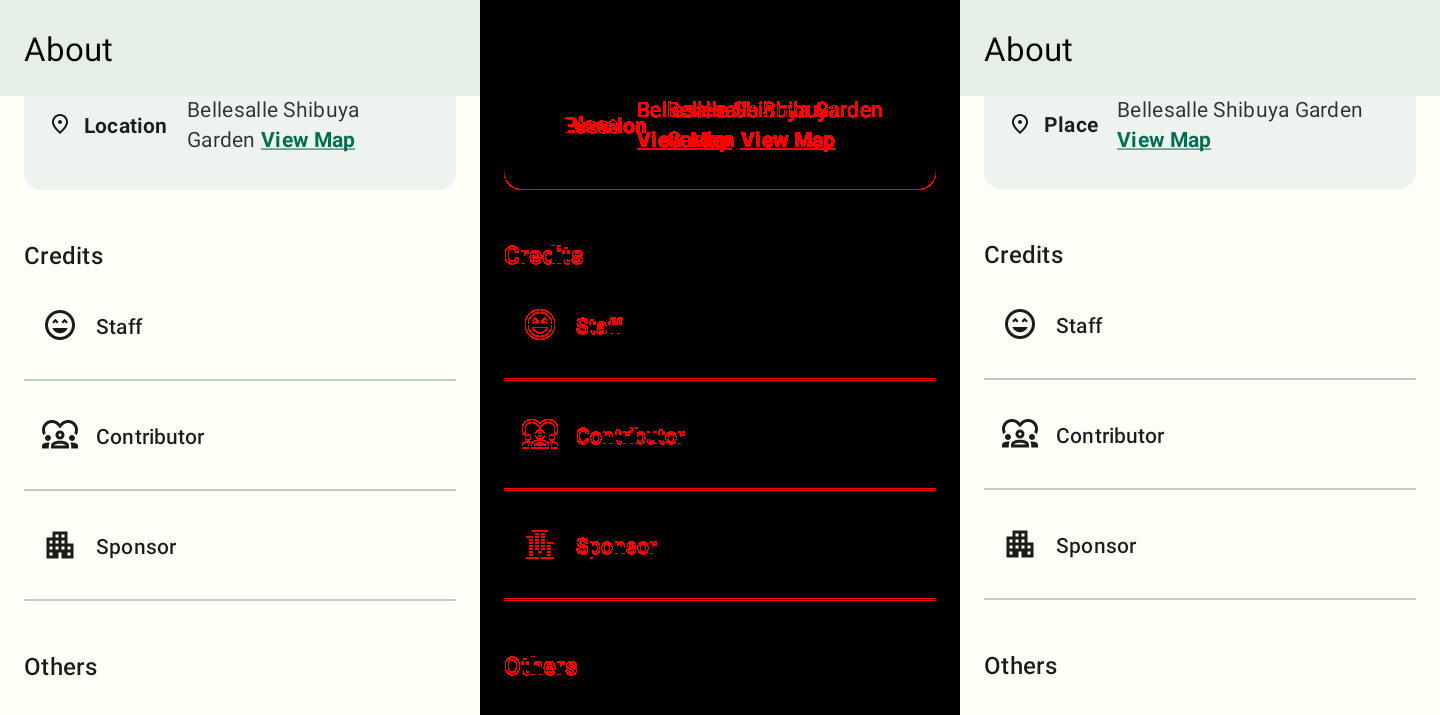 About
Location
Bellesalle Shibuya
Garden View Map
Credits
Staff
Contributor
Sponsor
Others
Credits
Staff
Contributor
Sponsor
Others
About
Place
Bellesalle Shibuya Garden
View Map
Credits
Staff
Contributor
Sponsor
Others